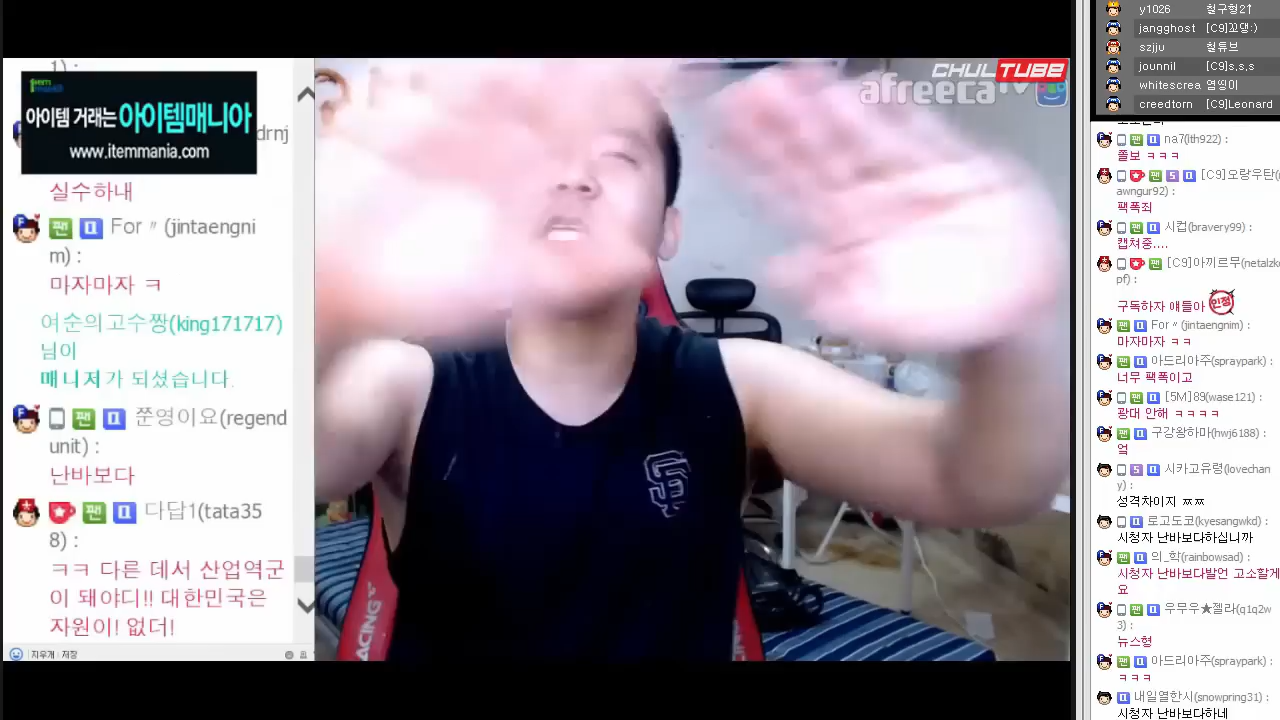 1) :
ITEM
아이템 거래는 아이템매니아
www.itemmania.com
drnj
실수하내
For〃(jintaengni
m) :
마자마자 ㅋ
여순의고수짱(king171717)
님이
매니저가 되셨습니다.
쭌영이요(regend
unit) :
난바보다
다답1(tata35
8) :
ㅋㅋ 다른 데서 산업역군
이 돼야디!! 대한민국은
자원이! 없더!
지우개 저장
CHULTUBE
afreecaTV
SF
RACING
y1026 칠구형2↑
jangghost [C9]꼬댕:)
szjju 칠튜브
jounnil [C9]s,s,s
whitescrea 염찡이
creedtorn [C9]Leonard
na7(lth922) :
쫄보 ㅋㅋㅋ
[C9]오랑우탄(
awngur92) :
팩폭죄
시컵(bravery99) :
캡쳐중....
[C9]아끼르무(netalzk
pf) :
구독하자 얘들아 인정
For〃(jintaengnim) :
마자마자 ㅋㅋ
아드리아주(spraypark) :
너무 팩폭이고
[5M]89(wase121) :
광대 안해 ㅋㅋㅋㅋ
구강왕하마(hwj6188) :
엌
시카고유령(lovechan
y) :
성격차이지 ㅉㅉ
로고도코(kyesangwkd) :
시청자 난바보다하십니까
의_학(rainbowsad) :
시청자 난바보다발언 고소할게
요
우무우★젤라(q1q2w
3) :
뉴스형
아드리아주(spraypark) :
ㅋㅋㅋ
내일열한시(snowpring31) :
시청자 난바보다하네